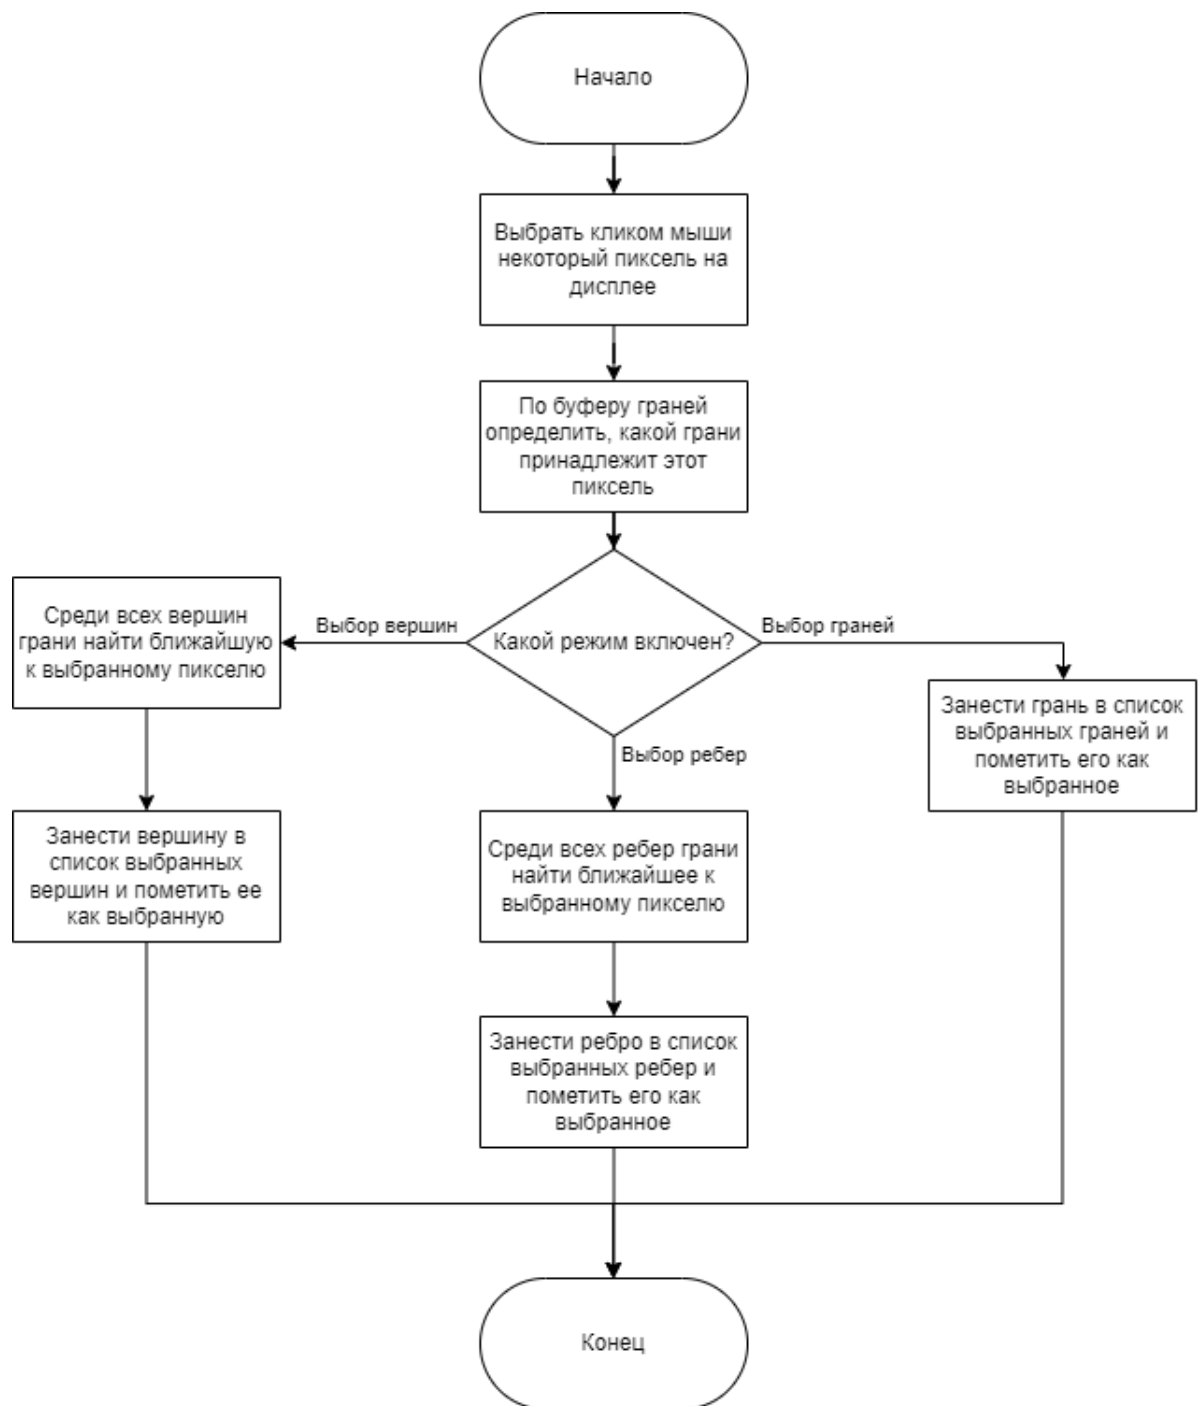 Начало
Выбрать кликом мыши
некоторый пиксель на
дисплее
По буферу граней
определить, какой грани
принадлежит этот
пиксель
Какой режим включен?
Выбор вершин
Среди всех вершин
грани найти ближайшую
к выбранному пикселю
Занести вершину в
список выбранных
вершин и пометить ее
как выбранную
Выбор ребер
Среди всех ребер грани
найти ближайшее к
выбранному пикселю
Занести ребро в список
выбранных ребер и
пометить его как
выбранное
Выбор граней
Занести грань в список
выбранных граней и
пометить его как
выбранное
Конец